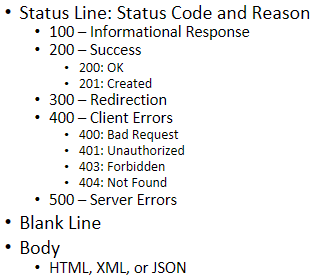 • Status Line: Status Code and Reason
• 100 – Informational Response
• 200 – Success
• 200: OK
• 201: Created
• 300 – Redirection
• 400 – Client Errors
• 400: Bad Request
• 401: Unauthorized
• 403: Forbidden
• 404: Not Found
• 500 – Server Errors
• Blank Line
• Body
• HTML, XML, or JSON